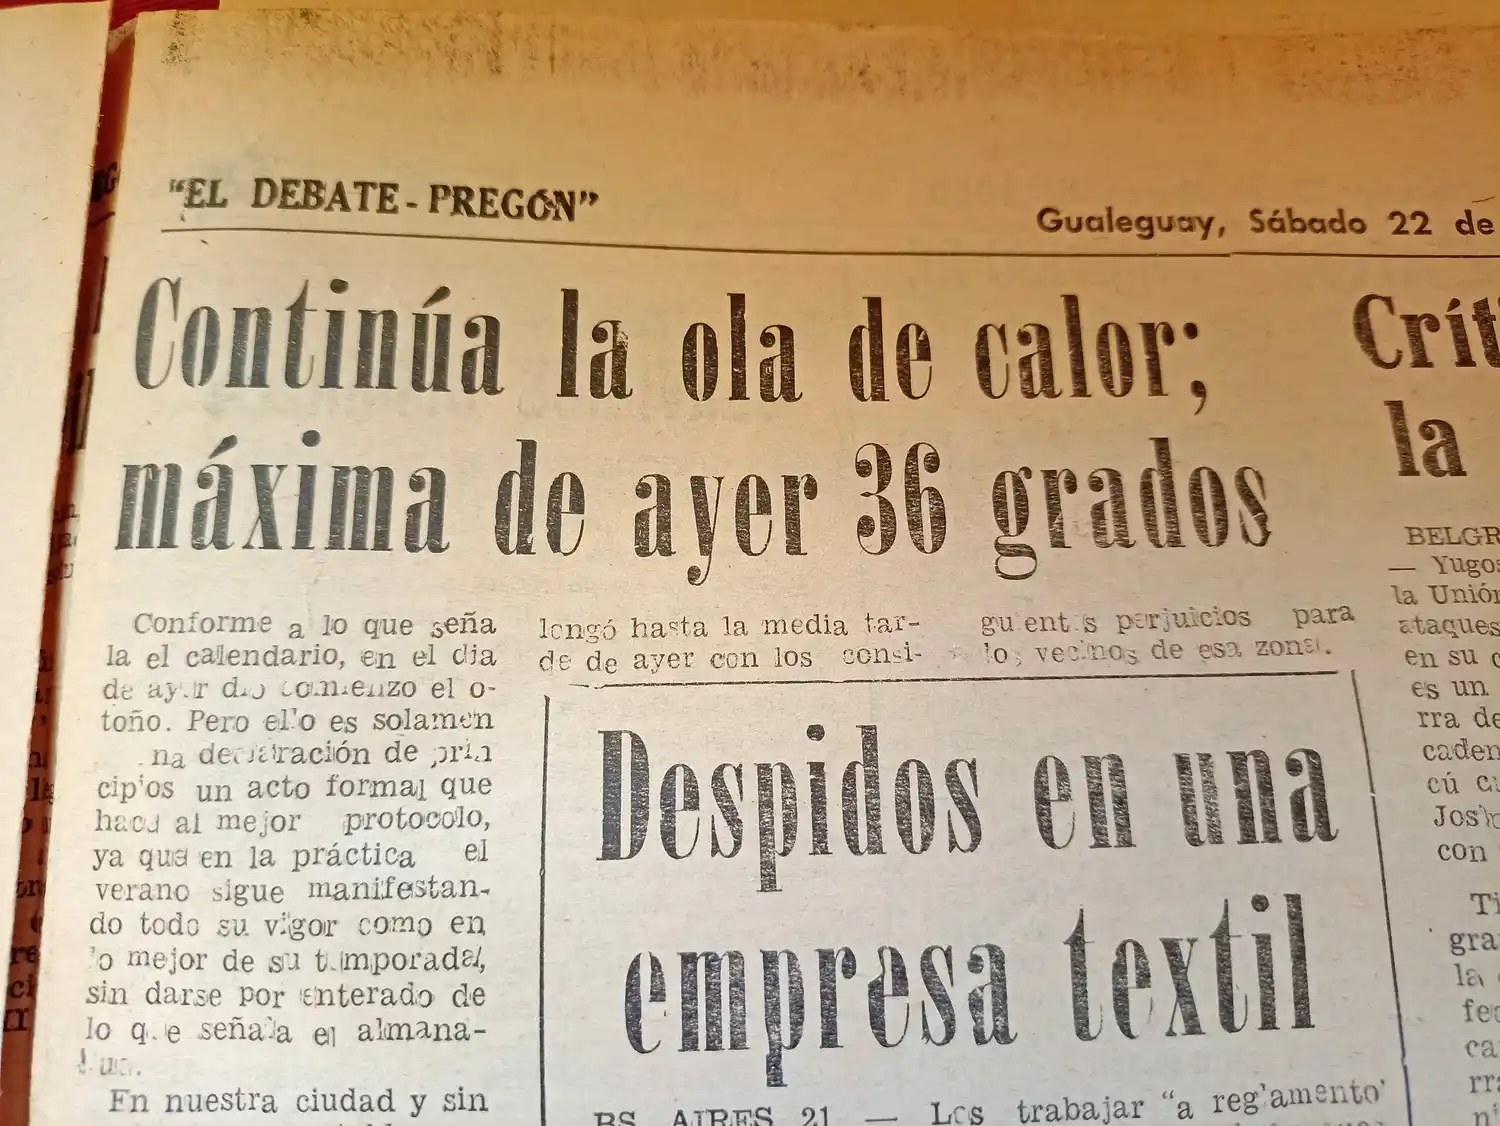 "EL DEBATE - PREGON"
Gualeguay, Sábado 22 de
Continúa la ola de calor;
máxima de ayer 36 grados
Conforme a lo que seña
la el calendario, en el dia
de ayer dio comienzo el o-
toño. Pero ello es solamen
na declaración de prin
cipios un acto formal que
hace al mejor protocolo,
ya que en la práctica el
verano sigue manifestan-
do todo su vigor como en
lo mejor de su temporada,
sin darse por enterado de
lo que señala el almana-
En nuestra ciudad y sin
longó hasta la media tar-
de de ayer con los consi-
guientes perjuicios para
los vecinos de esa zona.
Despidos en una
empresa textil
BS. AIRES 21 — Los trabajar "a reglamento"
Crít
la
BELGR
— Yugos
la Unión
ataques
en su
es un
rra de
caden
cú
con
gra
la
fec
ca